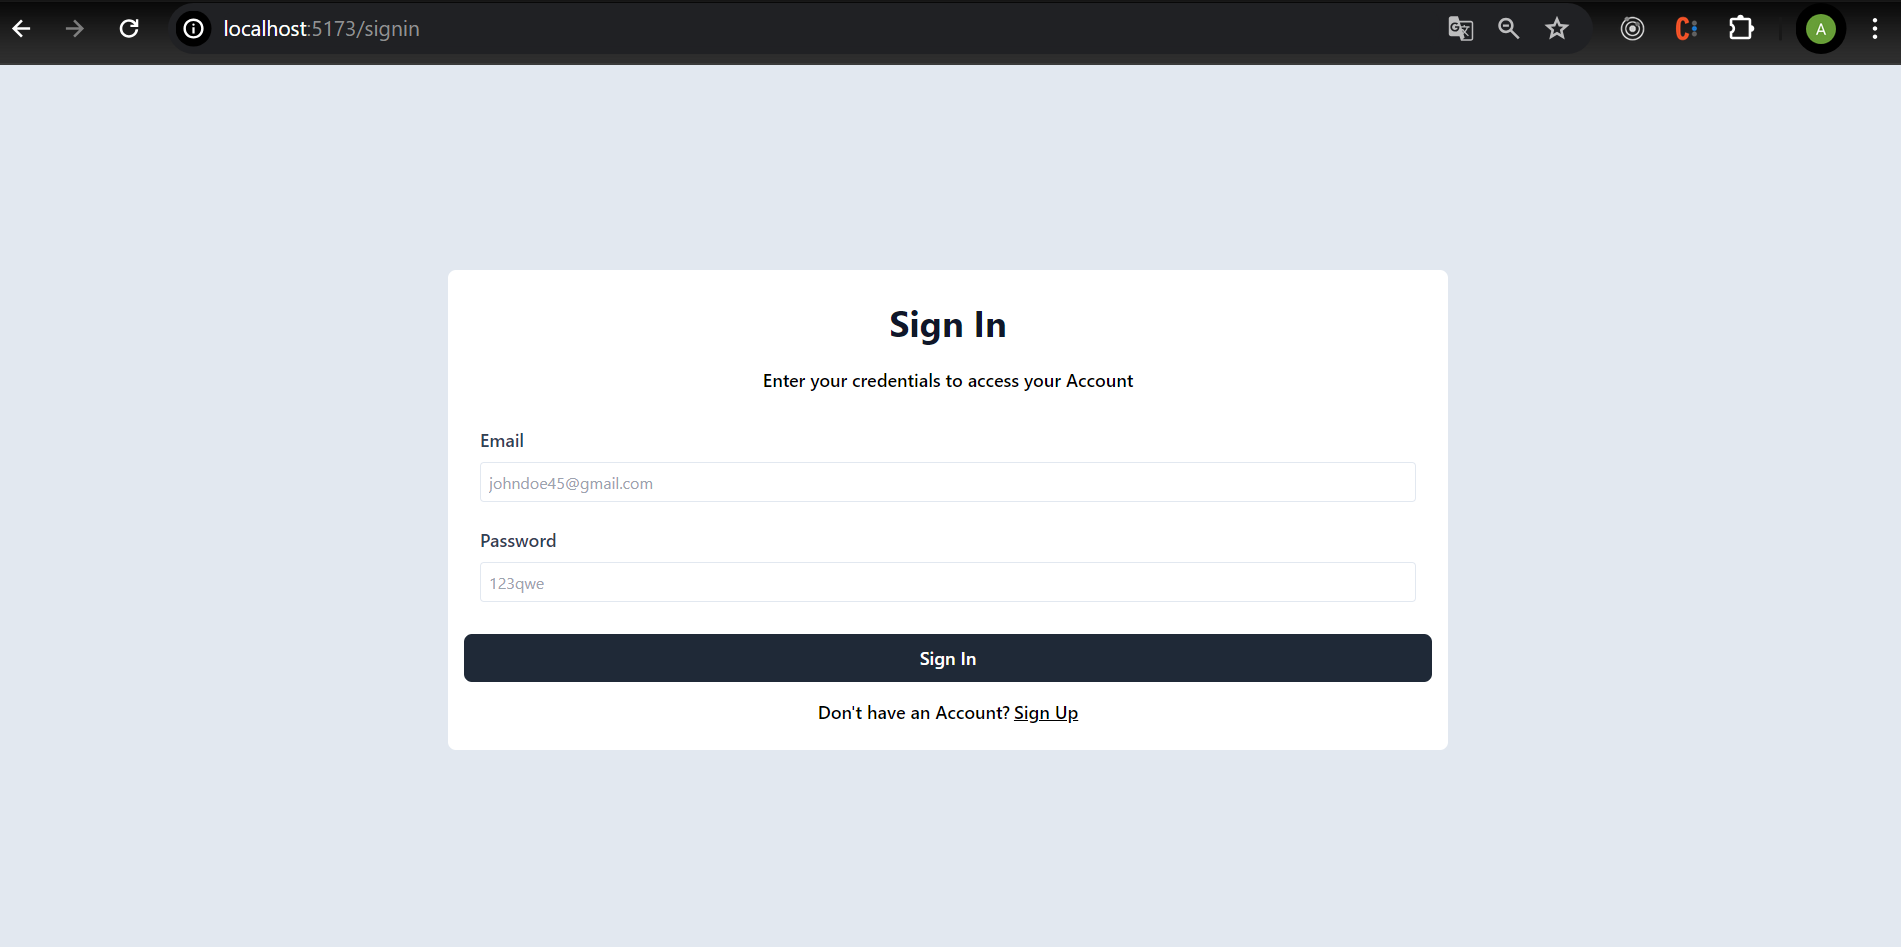 localhost:5173/signin
A
Sign In
Enter your credentials to access your Account
Email
johndoe45@gmail.com
Password
123qwe
Sign In
Don't have an Account? Sign Up